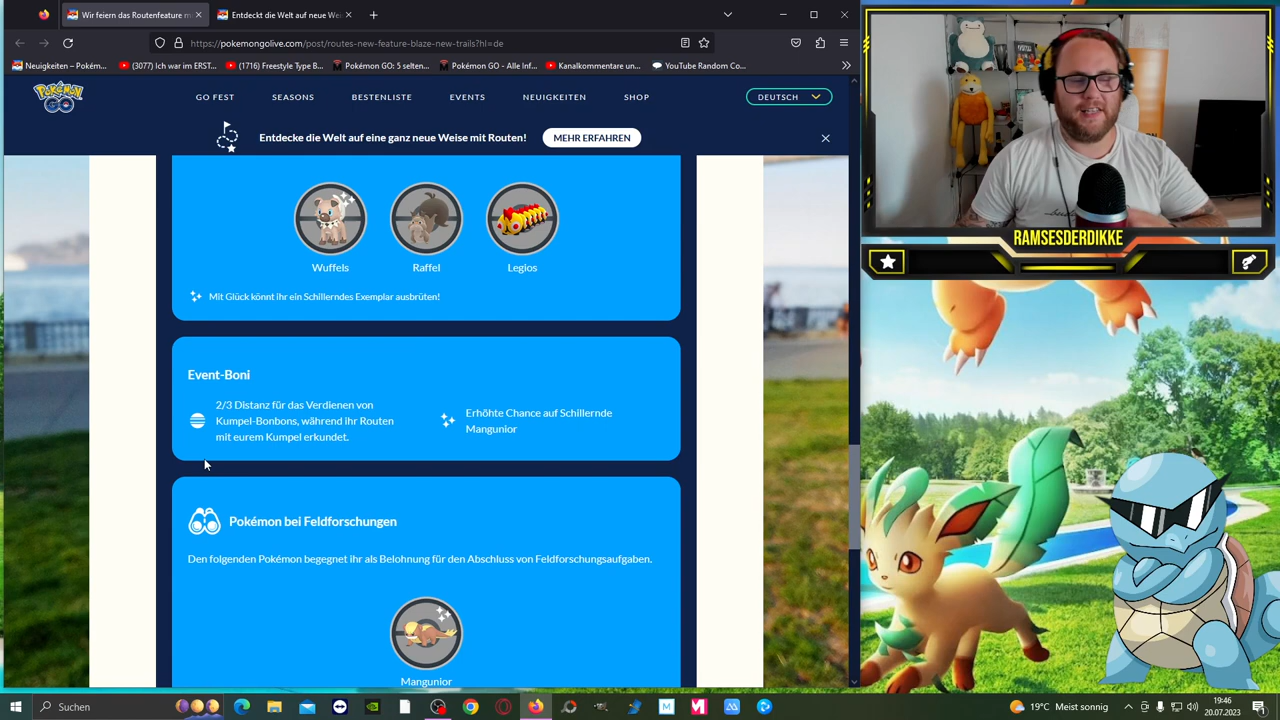 Wir feiern das Routenfeature m
Entdeckt die Welt auf neue Wei
https://pokemongolive.com/post/routes-new-feature-blaze-new-trails?hl=de
Neuigkeiten – Pokém...
(3077) Ich war im ERST...
(1716) Freestyle Type B...
Pokémon GO: 5 selten...
Pokémon GO - Alle Inf...
Kanalkommentare un...
YouTube Random Co...
POKÉMON GO
GO FEST
SEASONS
BESTENLISTE
EVENTS
NEUIGKEITEN
SHOP
DEUTSCH
Entdecke die Welt auf eine ganz neue Weise mit Routen!
MEHR ERFAHREN
Wuffels
Raffel
Legios
Mit Glück könnt ihr ein Schillerndes Exemplar ausbrüten!
Event-Boni
2/3 Distanz für das Verdienen von
Kumpel-Bonbons, während ihr Routen
mit eurem Kumpel erkundet.
Erhöhte Chance auf Schillernde
Mangunior
Pokémon bei Feldforschungen
Den folgenden Pokémon begegnet ihr als Belohnung für den Abschluss von Feldforschungsaufgaben.
Mangunior
RAMSESDERDIKKE
Suchen
19°C Meist sonnig
19:46
20.07.2023